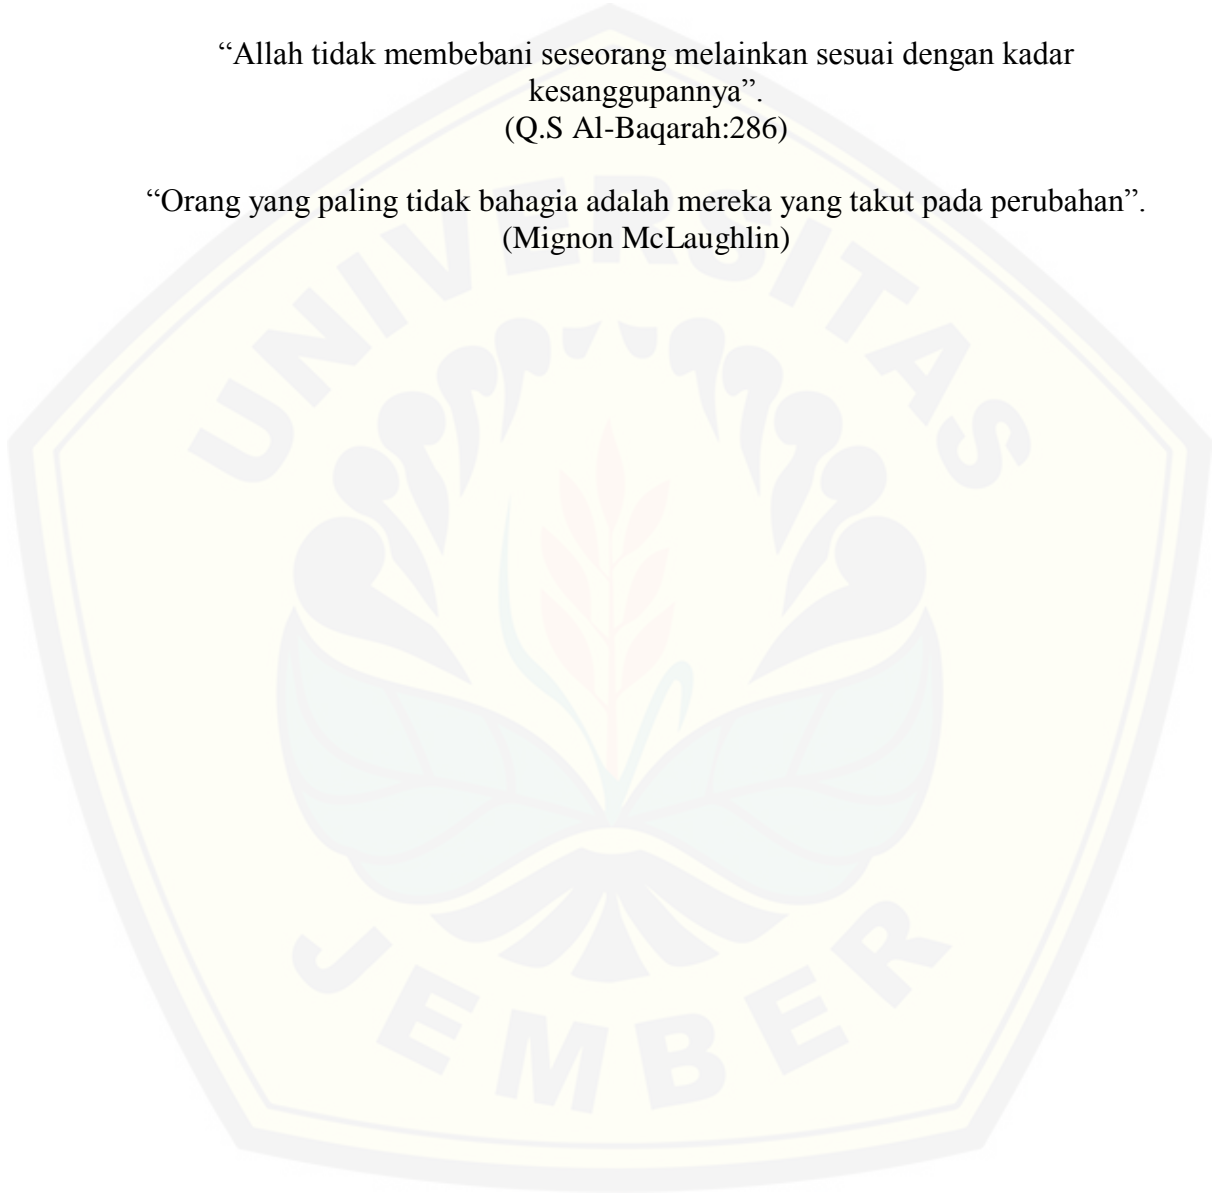 “Allah tidak membebani seseorang melainkan sesuai dengan kadar
kesanggupannya”.
(Q.S Al-Baqarah:286)
“Orang yang paling tidak bahagia adalah mereka yang takut pada perubahan”.
(Mignon McLaughlin)
UNIVERSITAS
JEMBER